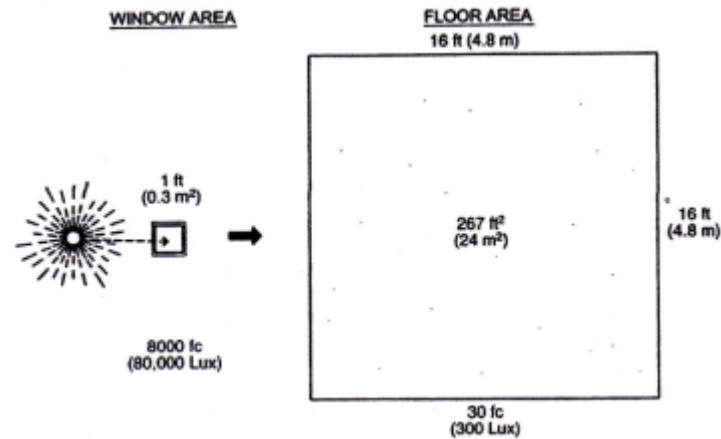 WINDOW AREA
FLOOR AREA
16 ft (4.8 m)
1 ft
(0.3 m²)
267 ft²
(24 m²)
16 ft
(4.8 m)
8000 fc
(80,000 Lux)
30 fc
(300 Lux)